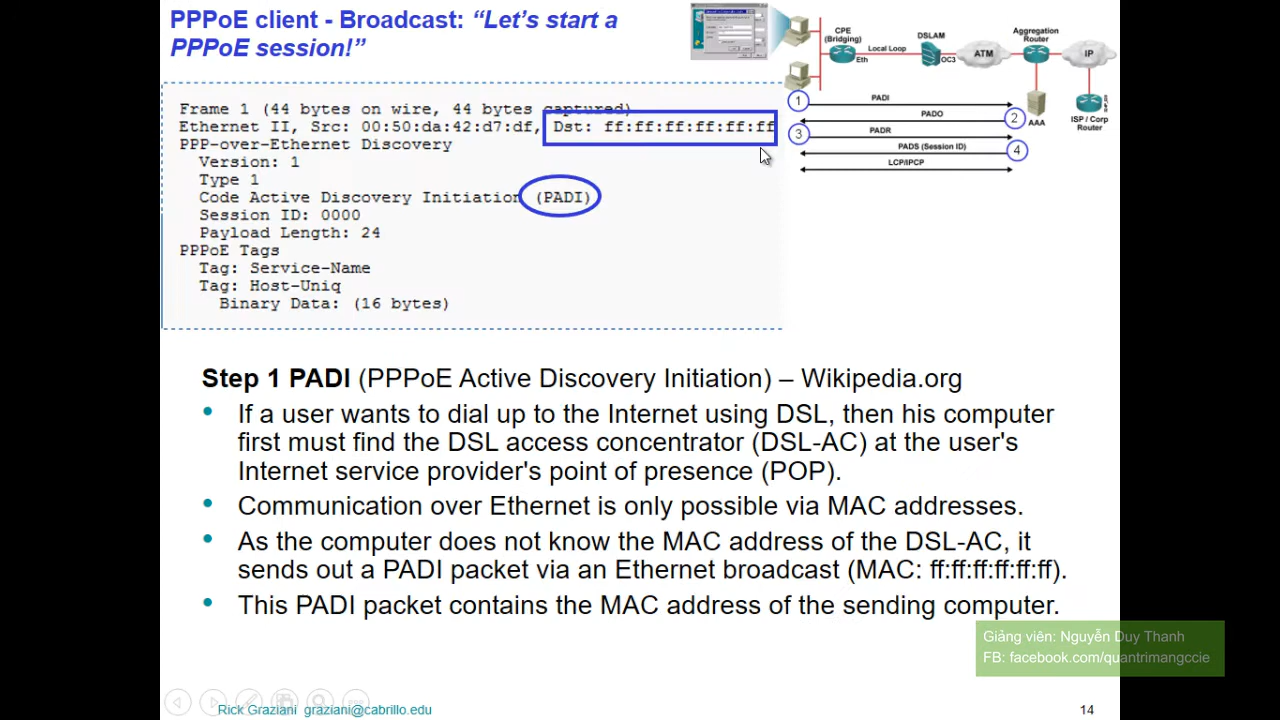 PPPoE client - Broadcast: “Let’s start a
PPPoE session!”
Frame 1 (44 bytes on wire, 44 bytes captured)
Ethernet II, Src: 00:50:da:42:d7:df, Dst: ff:ff:ff:ff:ff:ff
PPP-over-Ethernet Discovery
Version: 1
Type 1
Code Active Discovery Initiation (PADI)
Session ID: 0000
Payload Length: 24
PPPoE Tags
Tag: Service-Name
Tag: Host-Uniq
Binary Data: (16 bytes)
CPE
(Bridging)
Eth
Local Loop
DSLAM
OC3
ATM
Aggregation
Router
IP
AAA
ISP / Corp
Router
1
PADI
PADO
2
3
PADR
PADS (Session ID)
4
LCP/IPCP
Step 1 PADI (PPPoE Active Discovery Initiation) – Wikipedia.org
• If a user wants to dial up to the Internet using DSL, then his computer
first must find the DSL access concentrator (DSL-AC) at the user's
Internet service provider's point of presence (POP).
• Communication over Ethernet is only possible via MAC addresses.
• As the computer does not know the MAC address of the DSL-AC, it
sends out a PADI packet via an Ethernet broadcast (MAC: ff:ff:ff:ff:ff:ff).
• This PADI packet contains the MAC address of the sending computer.
Giảng viên: Nguyễn Duy Thanh
FB: facebook.com/quantrimangccie
Rick Graziani graziani@cabrillo.edu
14